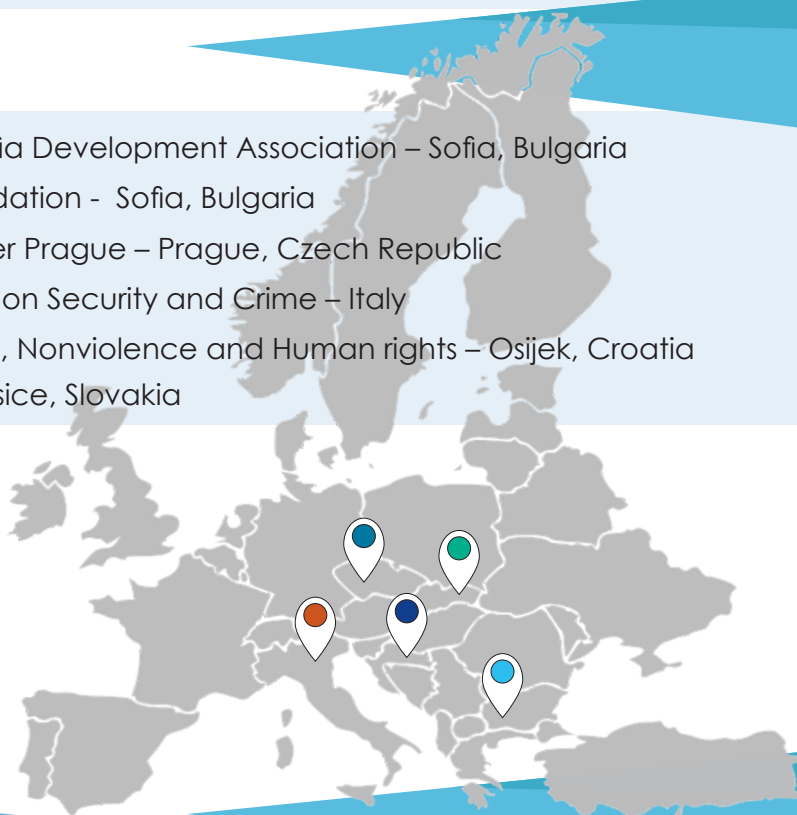 ia Development Association – Sofia, Bulgaria
dation - Sofia, Bulgaria
er Prague – Prague, Czech Republic
on Security and Crime – Italy
, Nonviolence and Human rights – Osijek, Croatia
sice, Slovakia